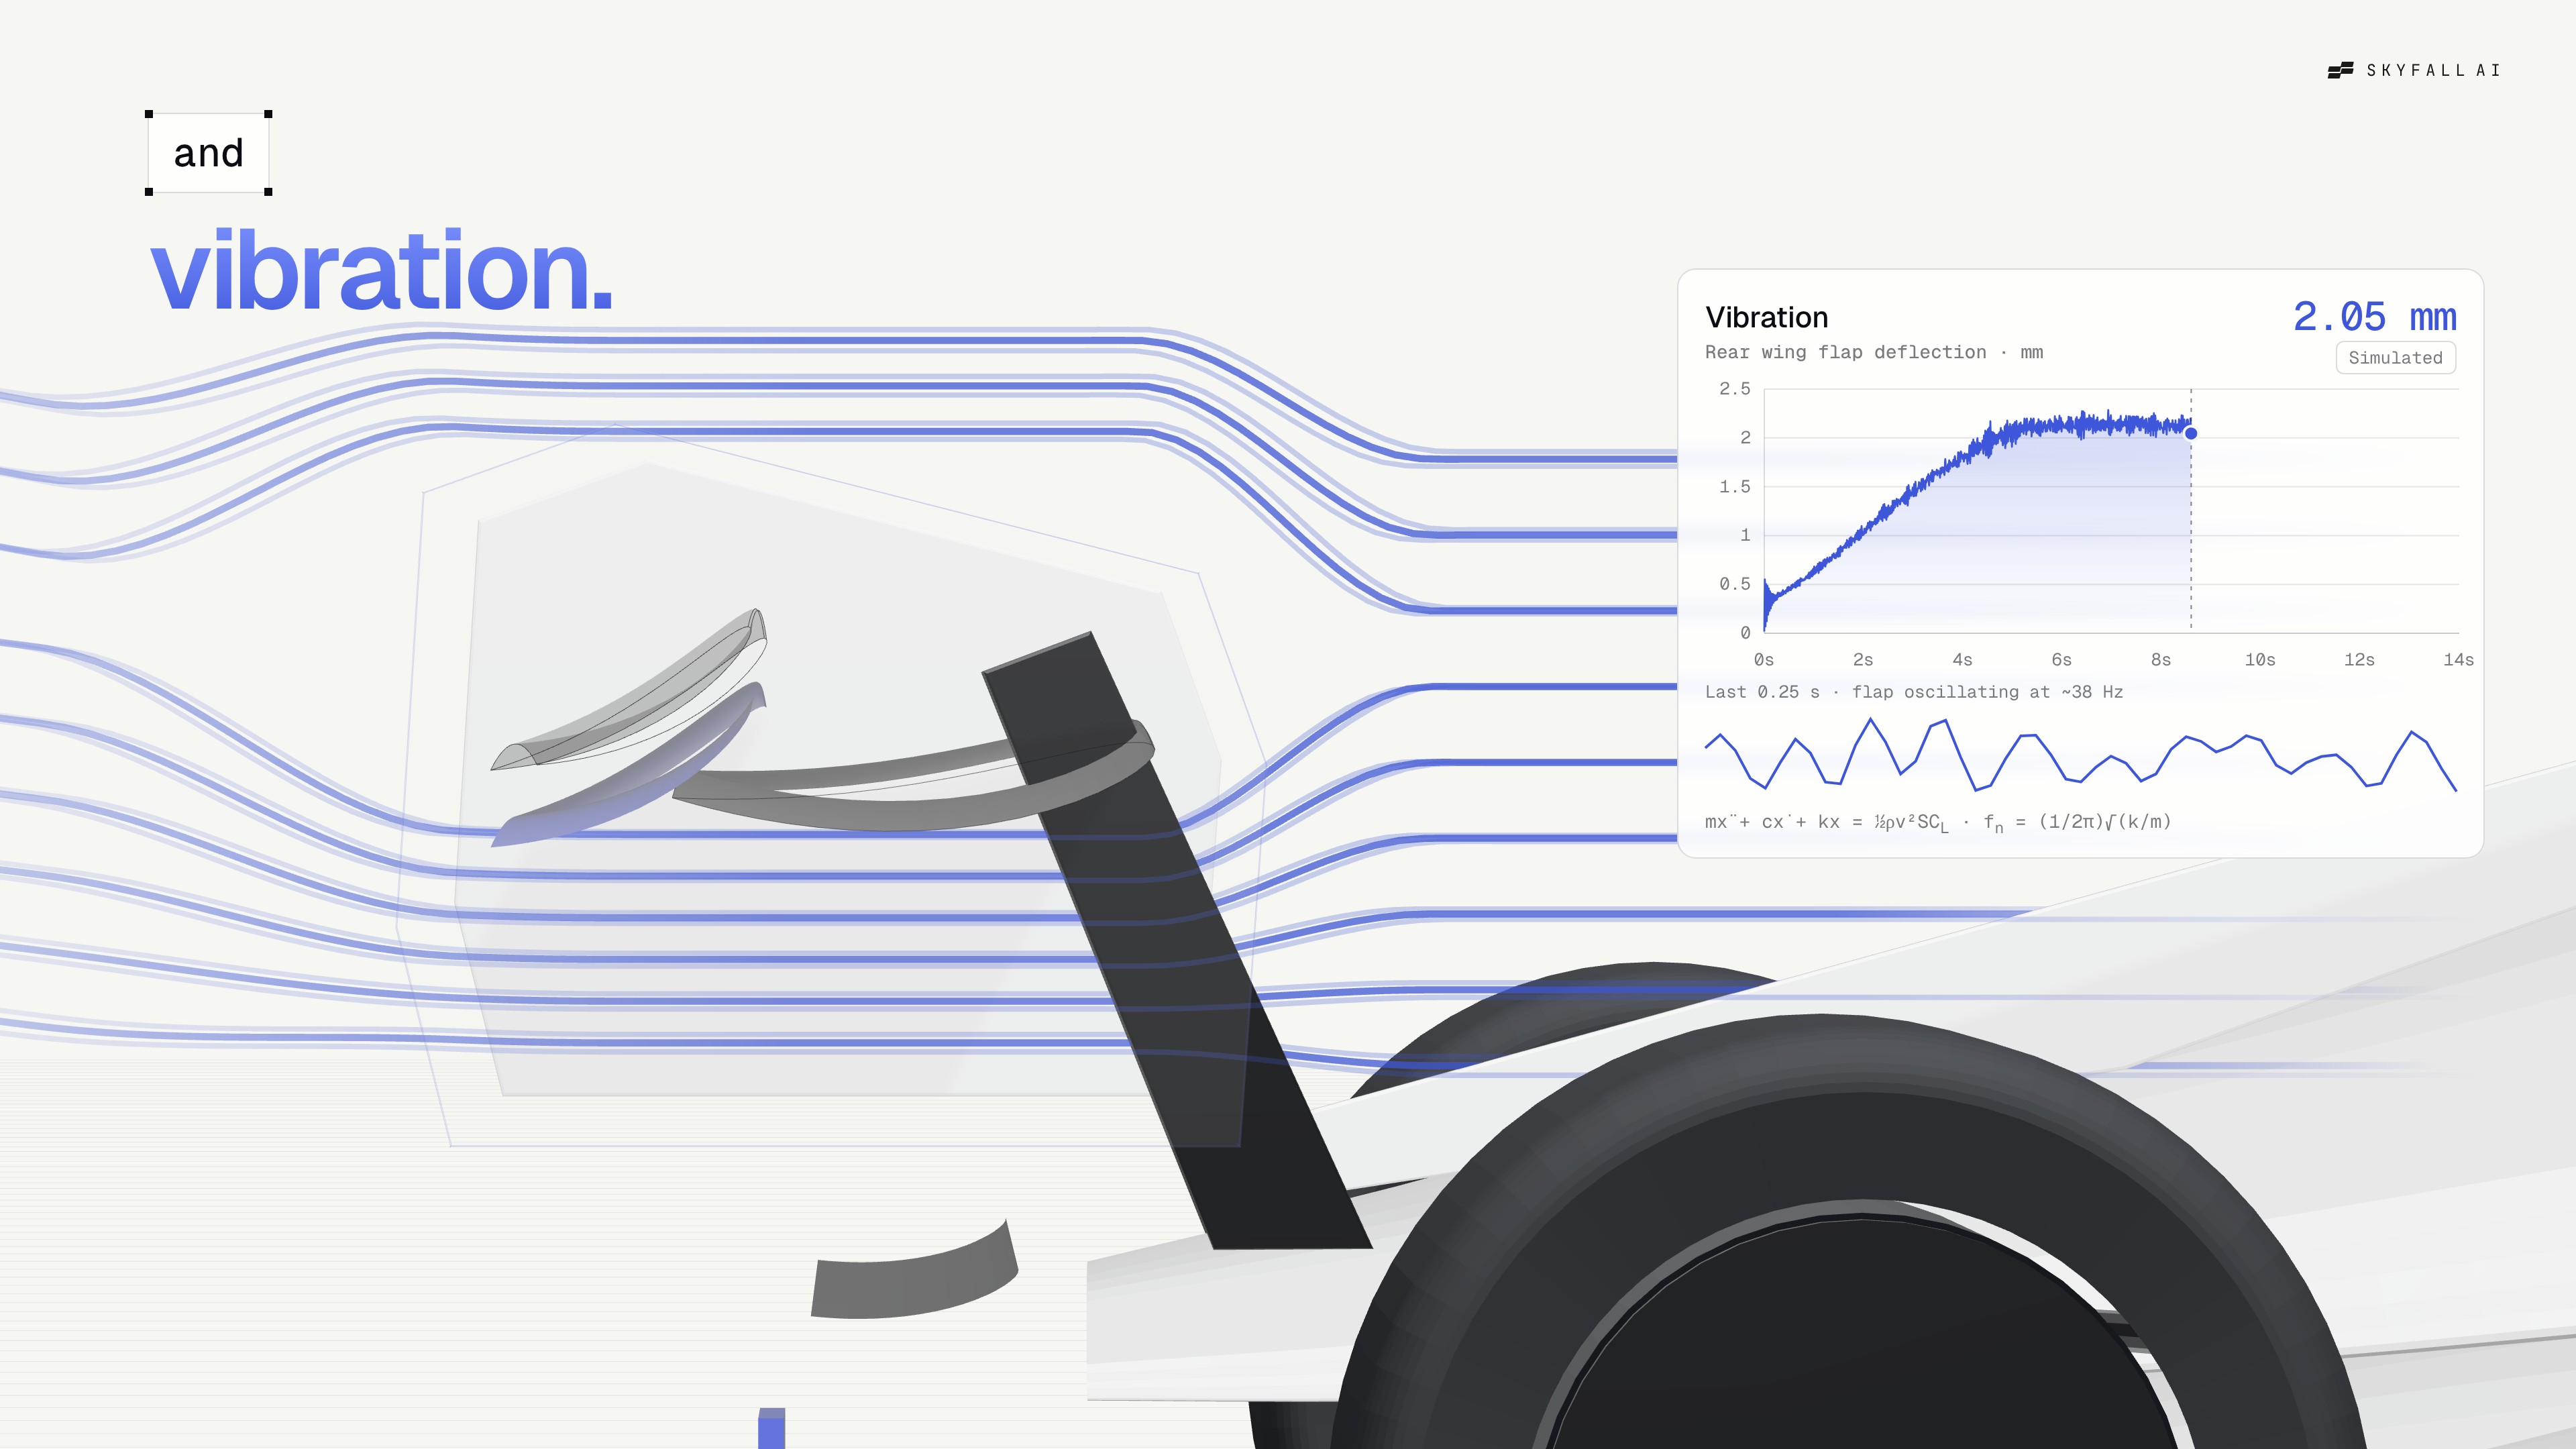 SKYFALL AI
and
vibration.
Vibration
2.05 mm
Rear wing flap deflection · mm
Simulated
2.5
2
1.5
1
0.5
0
0s 2s 4s 6s 8s 10s 12s 14s
Last 0.25 s · flap oscillating at ~38 Hz
mx¨+ cx˙+ kx = ½ρv²SC_L · f_n = (1/2π)√(k/m)